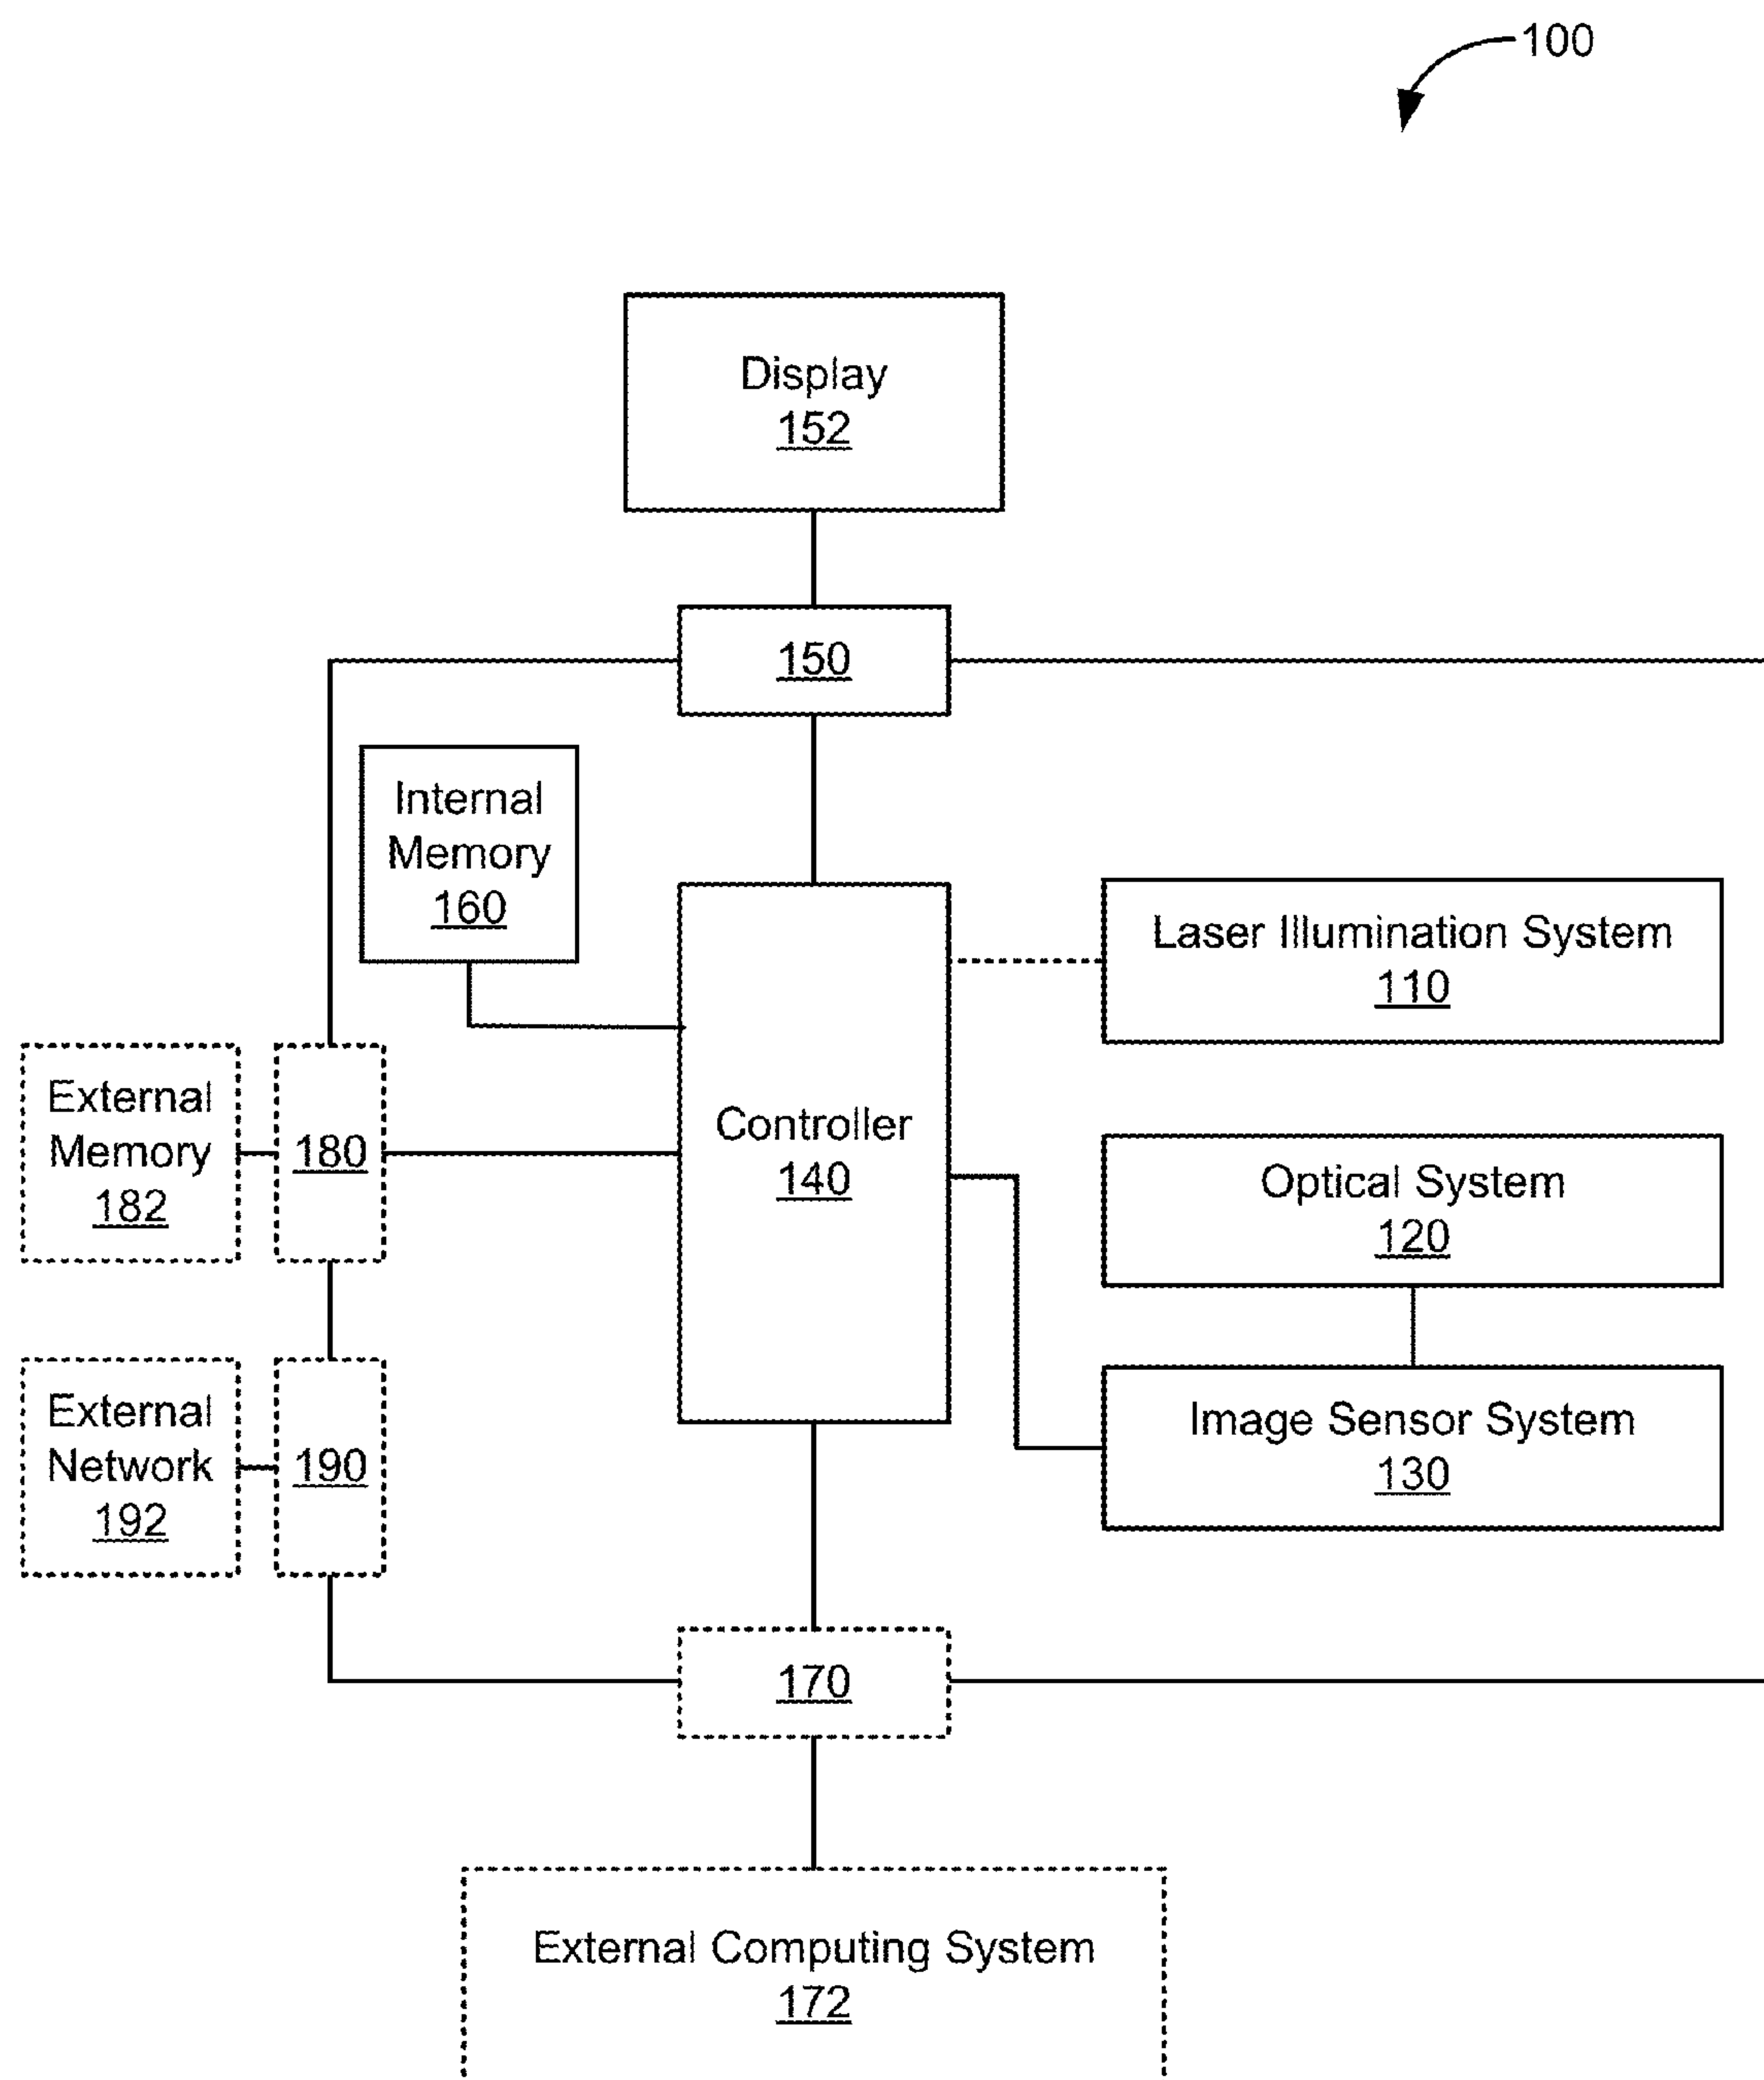 100
Display
152
150
Internal
Memory
160
Laser Illumination System
110
External
Memory
182
180
Controller
140
Optical System
120
External
Network
192
190
Image Sensor System
130
170
External Computing System
172